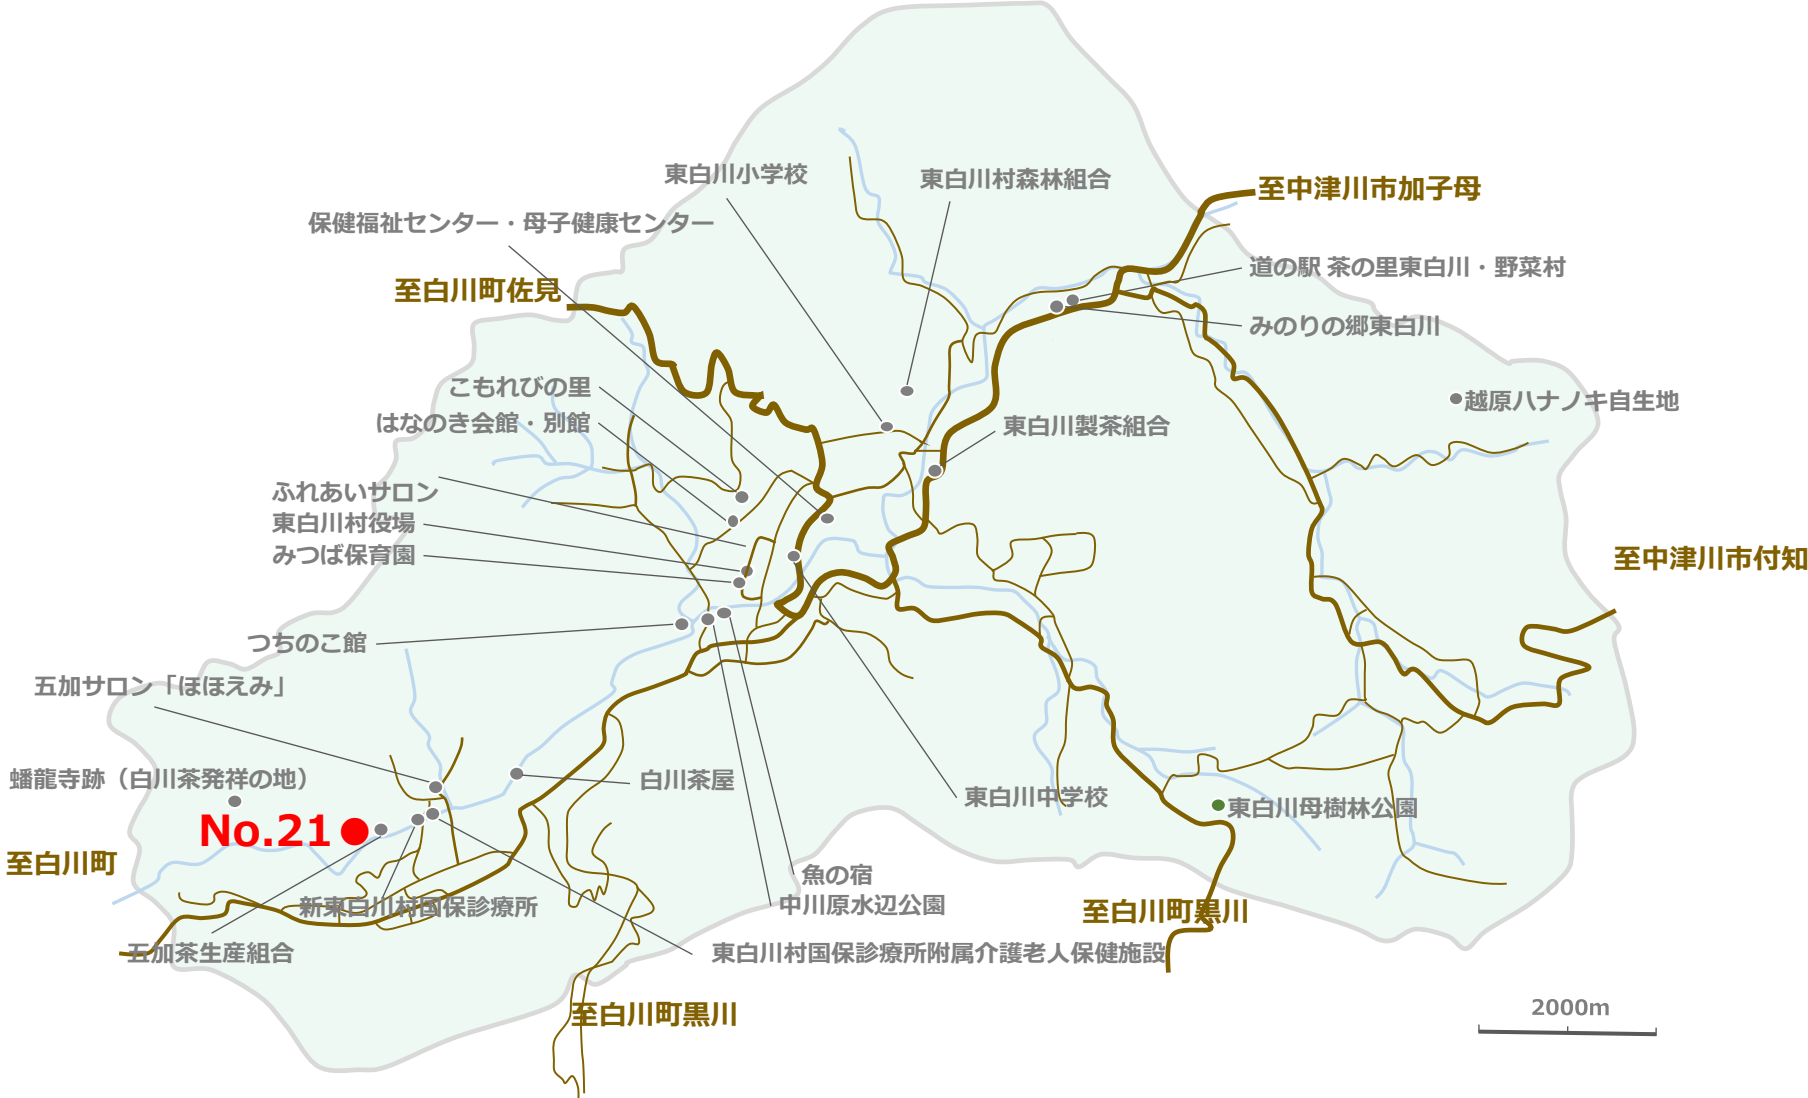 東白川小学校
東白川村森林組合
至中津川市加子母
保健福祉センター・母子健康センター
道の駅 茶の里東白川・野菜村
至白川町佐見
みのりの郷東白川
こもれびの里
越原ハナノキ自生地
はなのき会館・別館
東白川製茶組合
ふれあいサロン
東白川村役場
みつば保育園
至中津川市付知
つちのこ館
五加サロン「ほほえみ」
蟠龍寺跡（白川茶発祥の地）
白川茶屋
東白川中学校
東白川母樹林公園
No.21
至白川町
魚の宿
新東白川村国保診療所
中川原水辺公園
至白川町黒川
五加茶生産組合
東白川村国保診療所附属介護老人保健施設
至白川町黒川
2000m